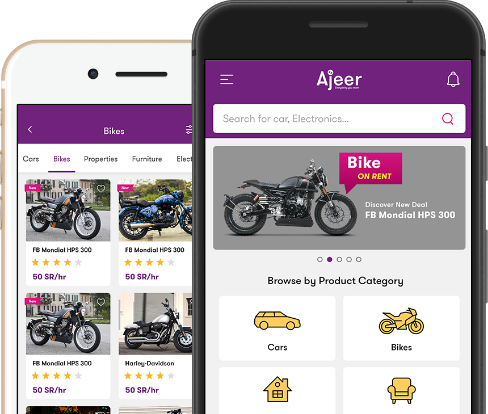 Bikes
Cars
Bikes
Properties
Furniture
Elect
New
FB Mondial HPS 300
50 SR/hr
New
FB Mondial HPS 300
50 SR/hr
New
FB Mondial HPS 300
50 SR/hr
Harley-Davidson
50 SR/hr
Ajeer
Search for car, Electronics...
Bike
ON RENT
Discover New Deal
FB Mondial HPS 300
Browse by Product Category
Cars
Bikes